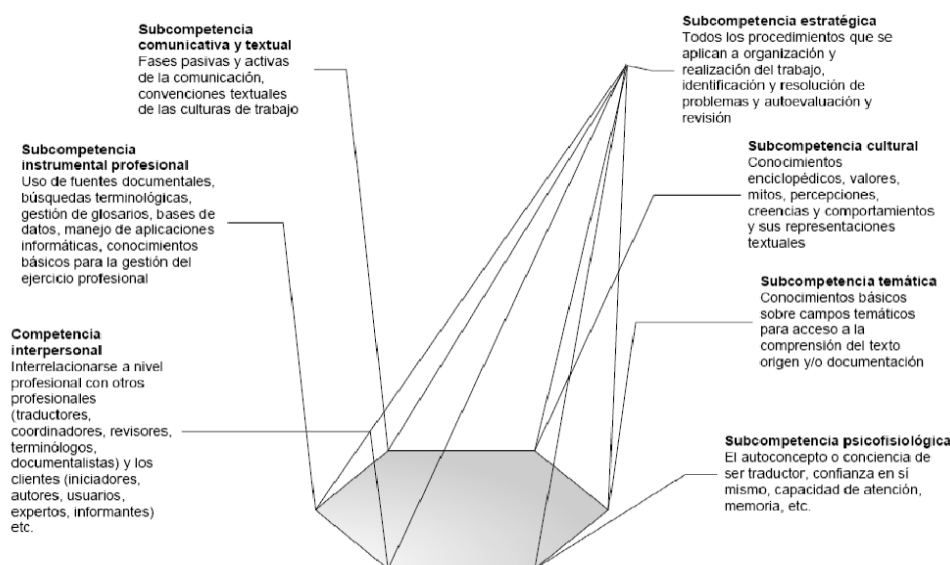 Subcompetencia
comunicativa y textual
Fases pasivas y activas
de la comunicación,
convenciones textuales
de las culturas de trabajo
Subcompetencia
instrumental profesional
Uso de fuentes documentales,
búsquedas terminológicas,
gestión de glosarios, bases de
datos, manejo de aplicaciones
informáticas, conocimientos
básicos para la gestión del
ejercicio profesional
Competencia
interpersonal
Interrelacionarse a nivel
profesional con otros
profesionales
(traductores,
coordinadores, revisores,
terminólogos,
documentalistas) y los
clientes (iniciadores,
autores, usuarios,
expertos, informantes)
etc.
Subcompetencia estratégica
Todos los procedimientos que se
aplican a organización y
realización del trabajo,
identificación y resolución de
problemas y autoevaluación y
revisión
Subcompetencia cultural
Conocimientos
enciclopédicos, valores,
mitos, percepciones,
creencias y comportamientos
y sus representaciones
textuales
Subcompetencia temática
Conocimientos básicos
sobre campos temáticos
para acceso a la
comprensión del texto
origen y/o documentación
Subcompetencia psicofisiológica
El autoconcepto o conciencia de
ser traductor, confianza en sí
mismo, capacidad de atención,
memoria, etc.